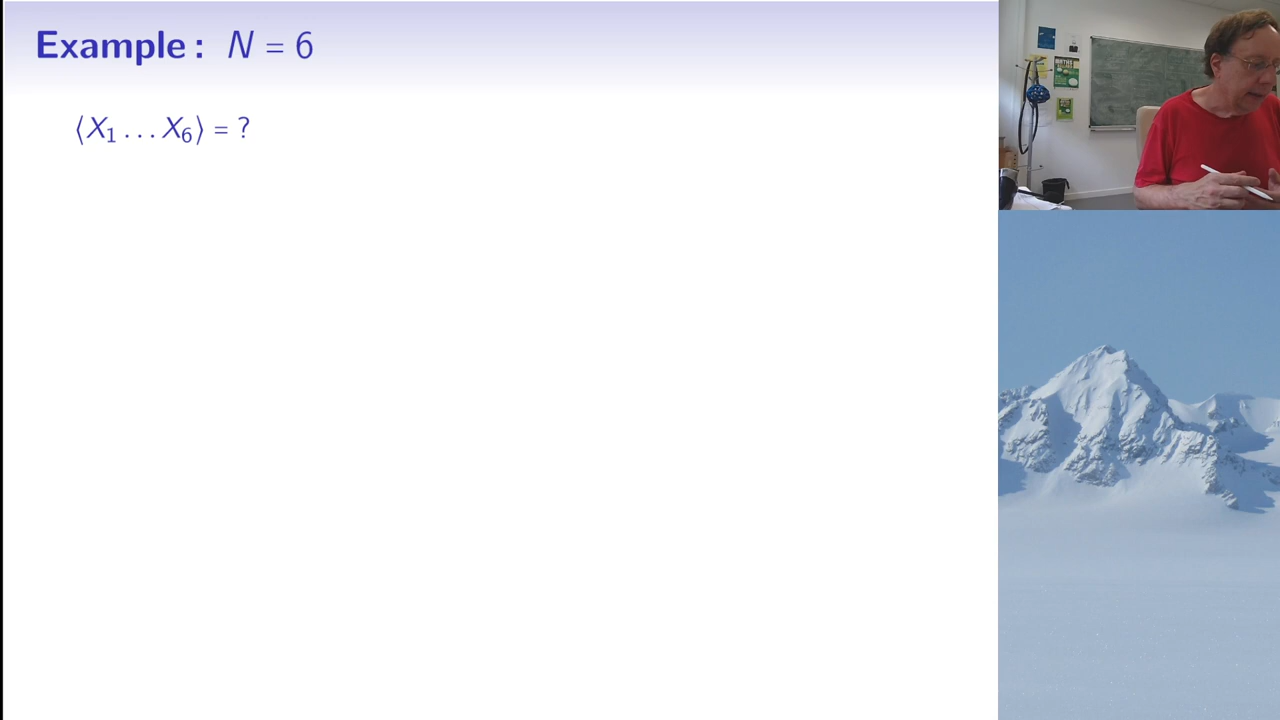 Example: N = 6
⟨X₁ … X₆⟩ = ?